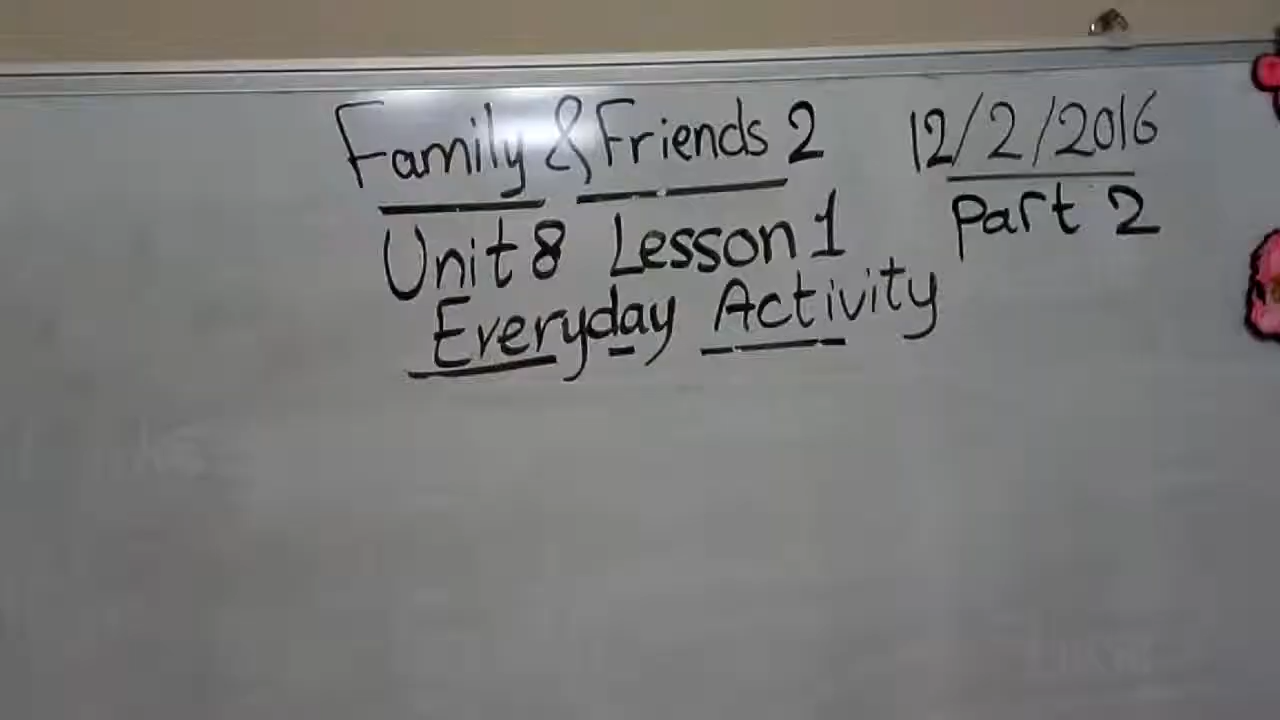 Family & Friends 2
12/2/2016
Part 2
Unit 8 Lesson 1
Everyday Activity